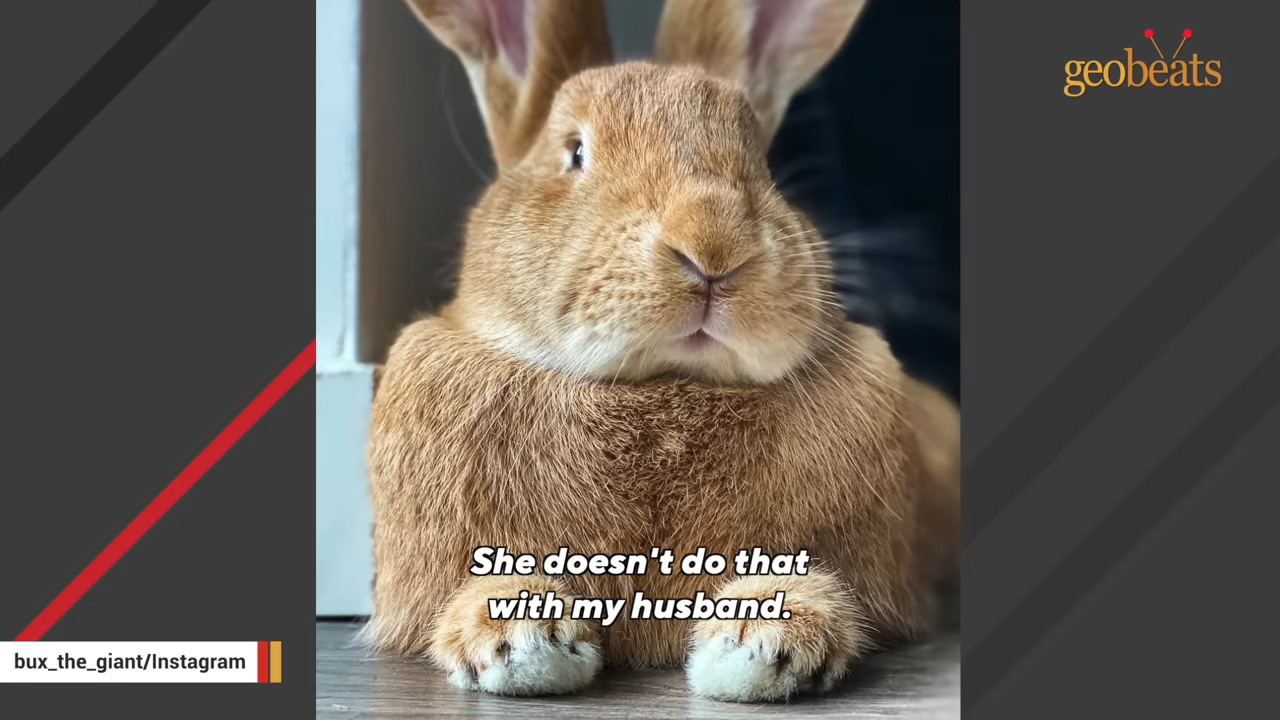 geobeats
She doesn't do that
with my husband.
bux_the_giant/Instagram